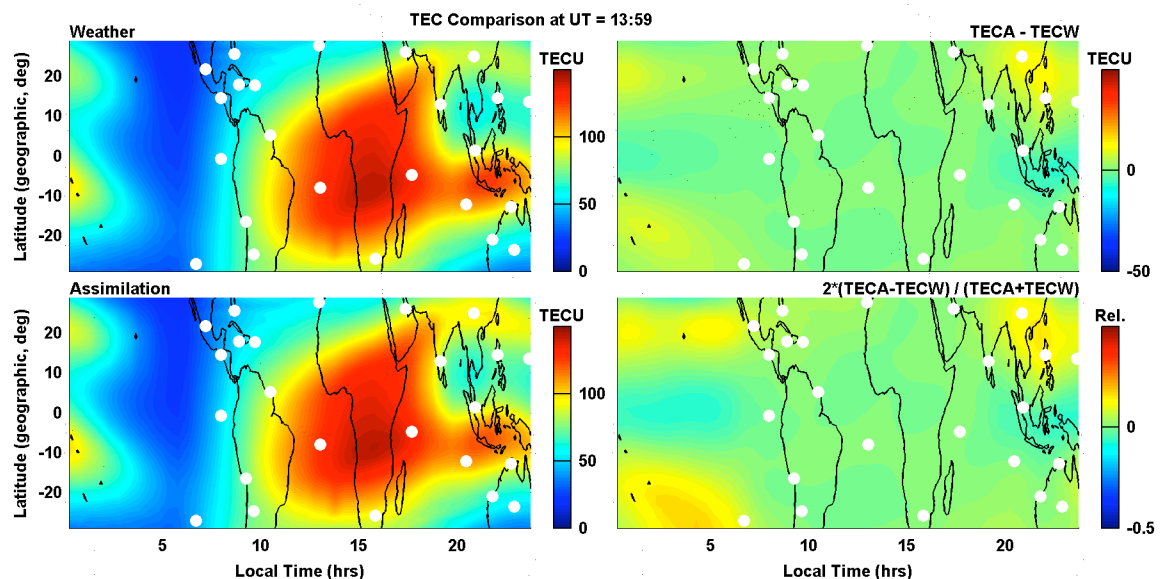 TEC Comparison at UT = 13:59
Weather
TECU
100
50
0
20
10
0
-10
-20
Latitude (geographic, deg)
TECA - TECW
TECU
0
-50
Assimilation
TECU
100
50
0
20
10
0
-10
-20
Latitude (geographic, deg)
5 10 15 20
Local Time (hrs)
2*(TECA-TECW) / (TECA+TECW)
Rel.
0
-0.5
5 10 15 20
Local Time (hrs)